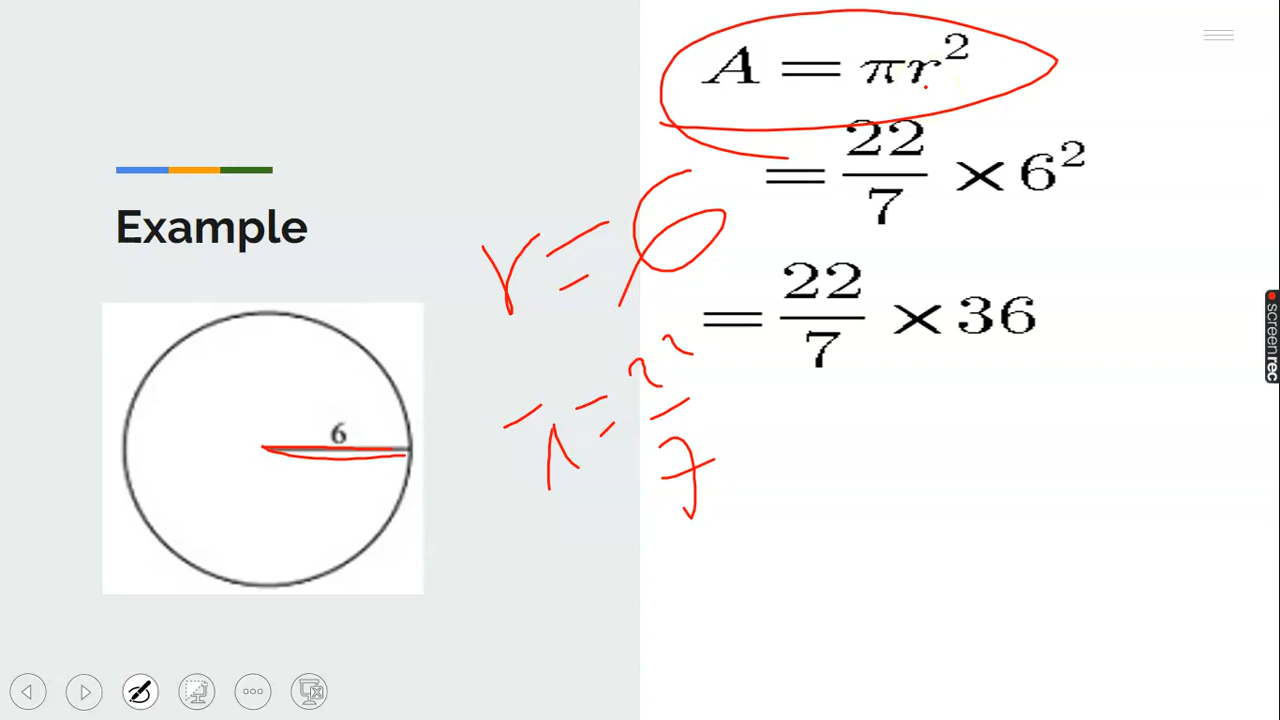 Example
6
r = 6
π = 22/7
A = πr²
= 22/7 × 6²
= 22/7 × 36
screenrec